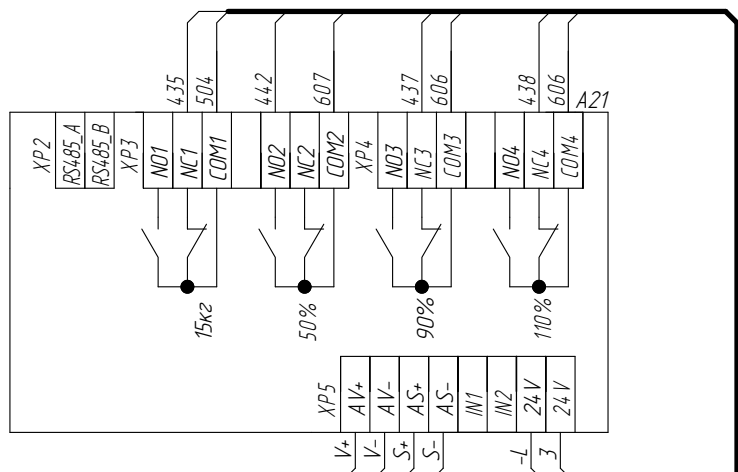 435
504
442
607
437
606
438
606
A21
XP2
RS485_A
RS485_B
XP3
NO1
NC1
COM1
NO2
NC2
COM2
XP4
NO3
NC3
COM3
NO4
NC4
COM4
15кг
50%
90%
110%
XP5
AV+
AV-
AS+
AS-
IN1
IN2
24V
24V
V+
V-
S+
S-
-L
3